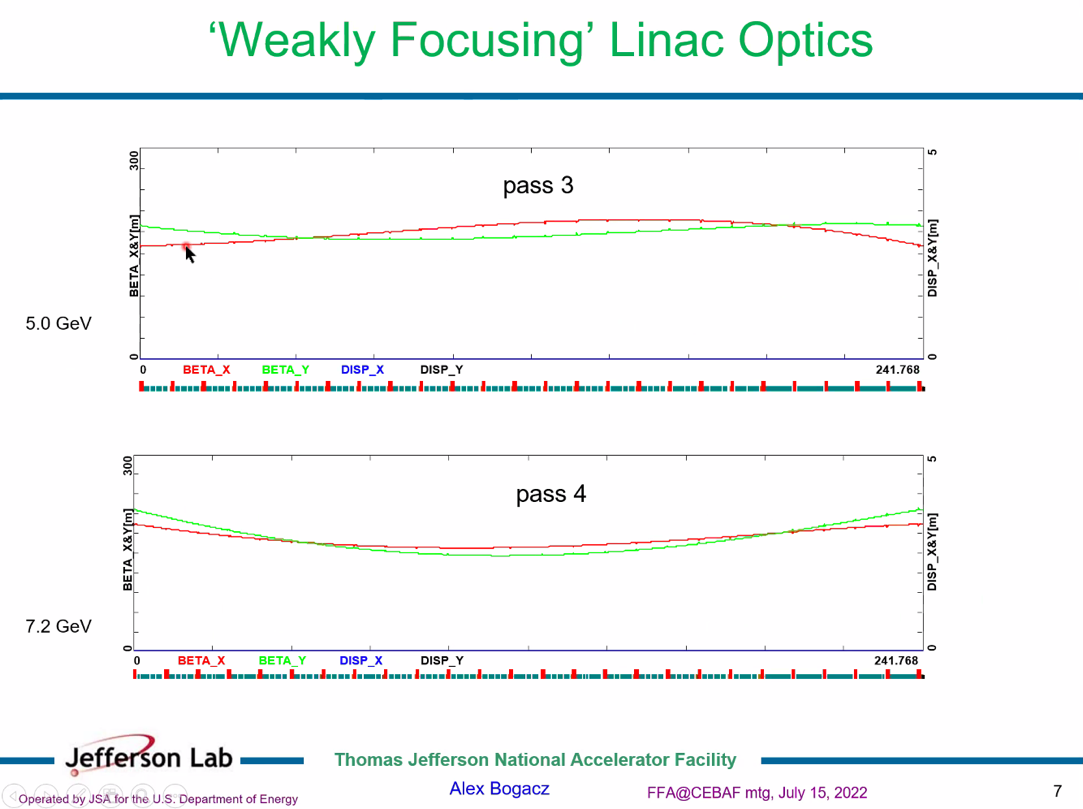 ‘Weakly Focusing’ Linac Optics
pass 3
300
5
BETA_X&Y[m]
DISP_X&Y[m]
0
0
5.0 GeV
0 BETA_X BETA_Y DISP_X DISP_Y 241.768
pass 4
300
5
BETA_X&Y[m]
DISP_X&Y[m]
0
0
7.2 GeV
0 BETA_X BETA_Y DISP_X DISP_Y 241.768
Jefferson Lab
Thomas Jefferson National Accelerator Facility
Operated by JSA for the U.S. Department of Energy
Alex Bogacz
FFA@CEBAF mtg, July 15, 2022
7